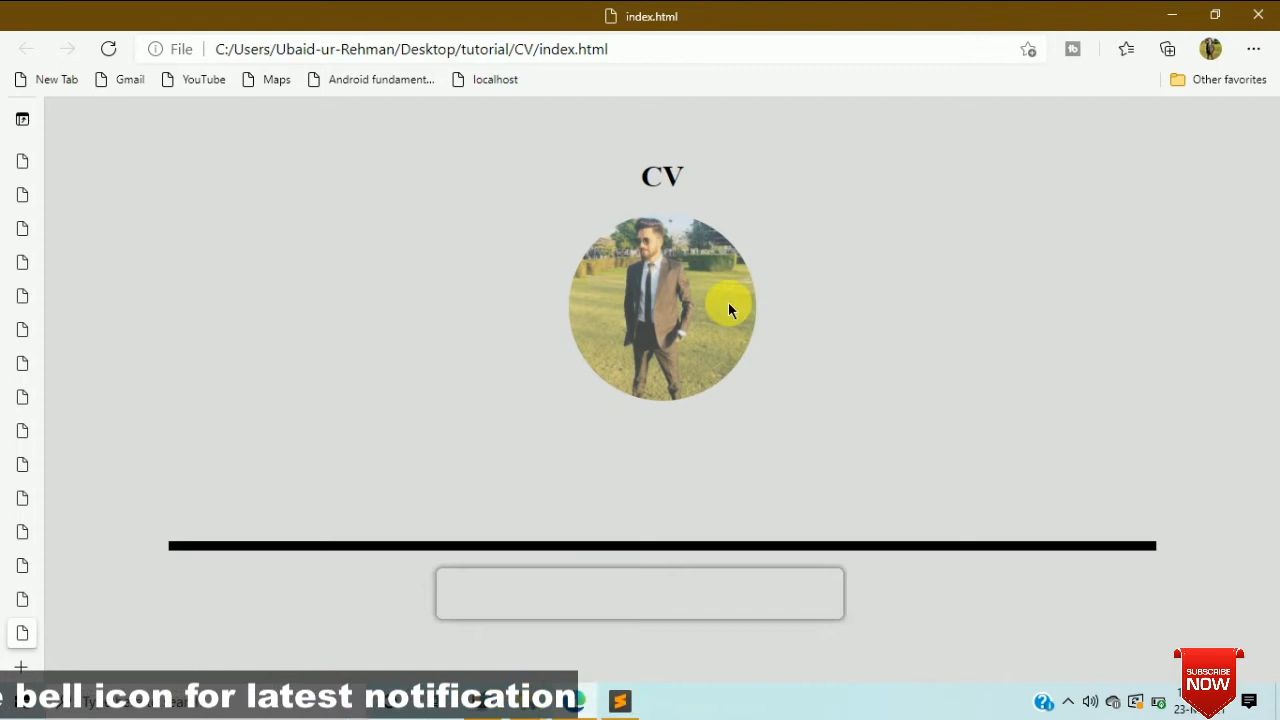 index.html
File C:/Users/Ubaid-ur-Rehman/Desktop/tutorial/CV/index.html
New Tab Gmail YouTube Maps Android fundament... localhost Other favorites
CV
bell icon for latest notification
SUBSCRIBE
NOW